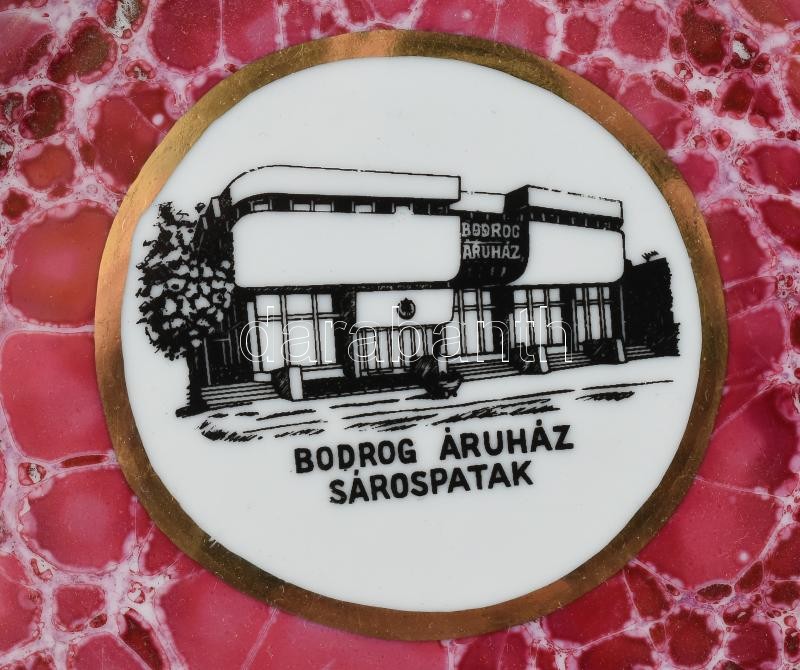 BODROG
ÁRUHÁZ
darabanth
BODROG ÁRUHÁZ
SÁROSPATAK